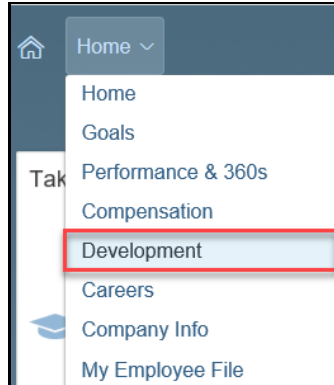 Home
Home
Goals
Tak
Performance & 360s
Compensation
Development
Careers
Company Info
My Employee File